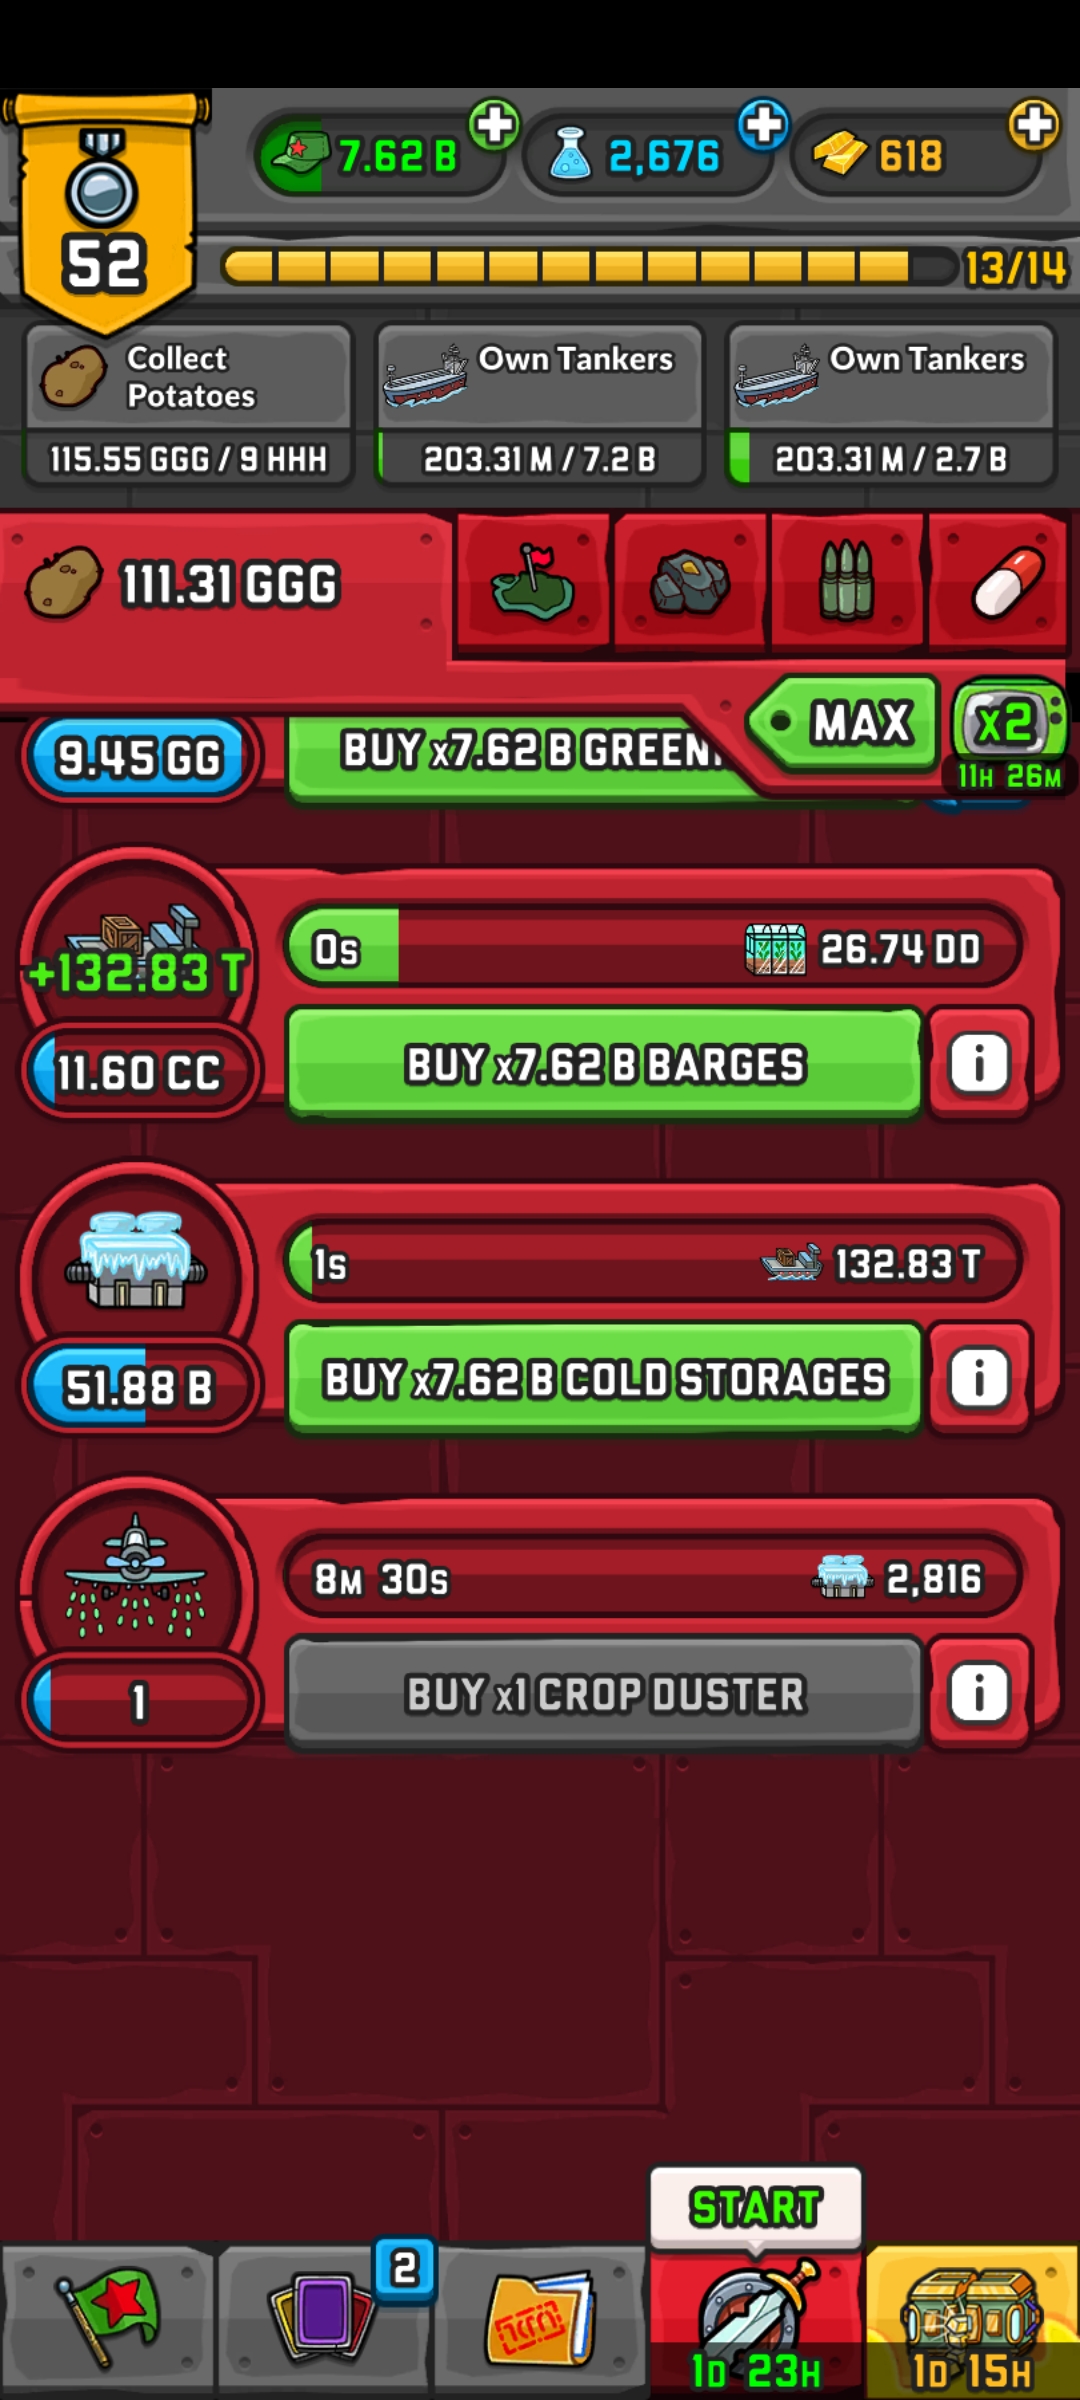 7.62 B
2,676
618
52
13/14
Collect
Potatoes
115.55 GGG / 9 HHH
Own Tankers
203.31 M / 7.2 B
Own Tankers
203.31 M / 2.7 B
111.31 GGG
MAX
x2
11H 26M
9.45 GG
BUY x7.62 B GREEN
+132.83 T
0s
26.74 DD
11.60 CC
BUY x7.62 B BARGES
i
1s
132.83 T
51.88 B
BUY x7.62 B COLD STORAGES
i
8M 30s
2,816
1
BUY x1 CROP DUSTER
i
START
2
1D 23H
1D 15H